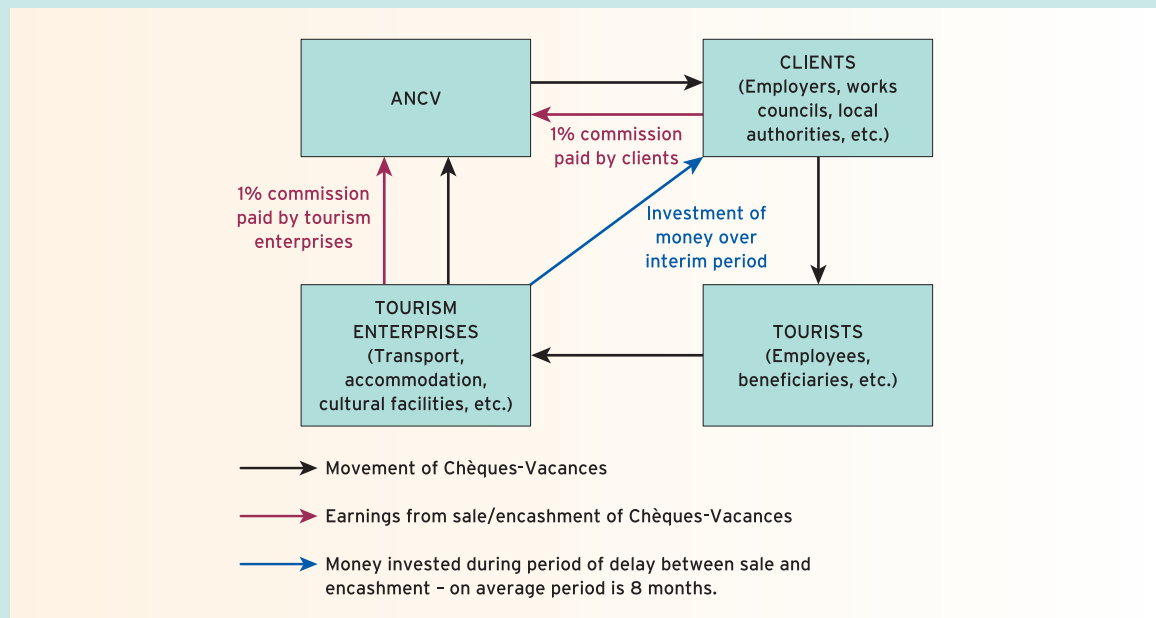 ANCV
CLIENTS
(Employers, works
councils, local
authorities, etc.)
1% commission
paid by clients
1% commission
paid by tourism
enterprises
Investment of
money over
interim period
TOURISM
ENTERPRISES
(Transport,
accommodation,
cultural facilities, etc.)
TOURISTS
(Employees,
beneficiaries, etc.)
Movement of Chèques-Vacances
Earnings from sale/encashment of Chèques-Vacances
Money invested during period of delay between sale and
encashment – on average period is 8 months.